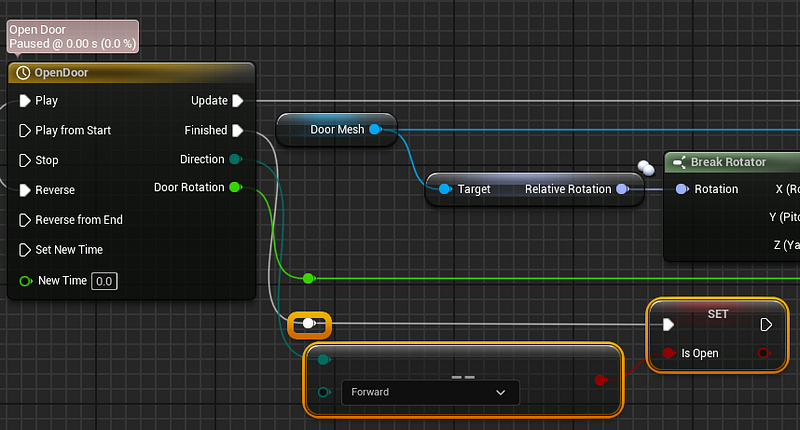 Open Door
Paused @ 0.00 s (0.0 %)
OpenDoor
Play
Update
Play from Start
Finished
Stop
Direction
Reverse
Door Rotation
Reverse from End
Set New Time
New Time 0.0
Door Mesh
Target
Relative Rotation
Break Rotator
Rotation
X (Ro
Y (Pitc
Z (Ya
SET
Is Open
==
Forward